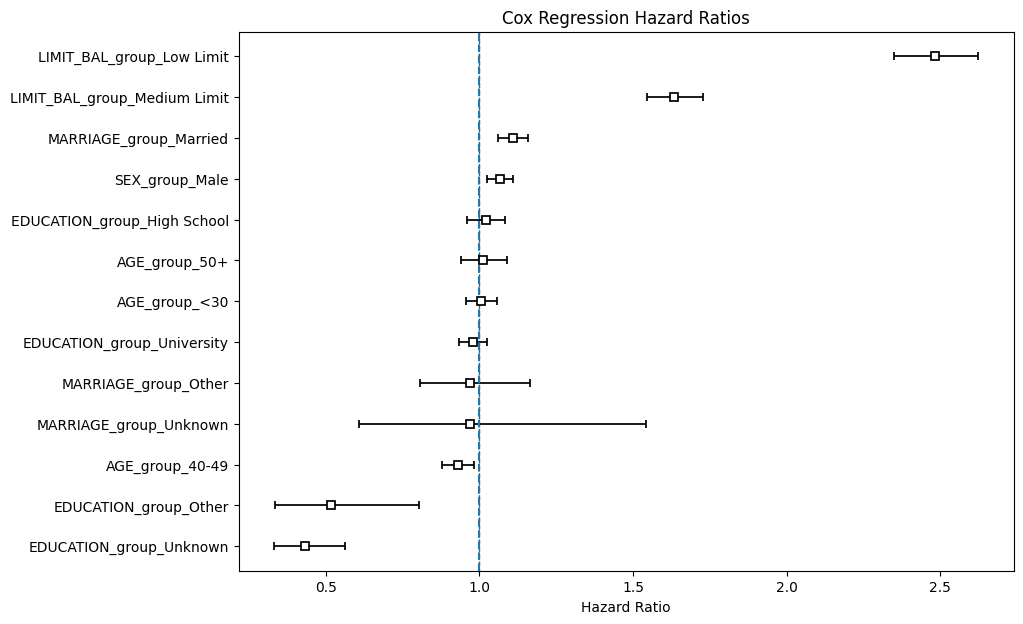 Cox Regression Hazard Ratios
LIMIT_BAL_group_Low Limit
LIMIT_BAL_group_Medium Limit
MARRIAGE_group_Married
SEX_group_Male
EDUCATION_group_High School
AGE_group_50+
AGE_group_<30
EDUCATION_group_University
MARRIAGE_group_Other
MARRIAGE_group_Unknown
AGE_group_40-49
EDUCATION_group_Other
EDUCATION_group_Unknown
0.5 1.0 1.5 2.0 2.5
Hazard Ratio